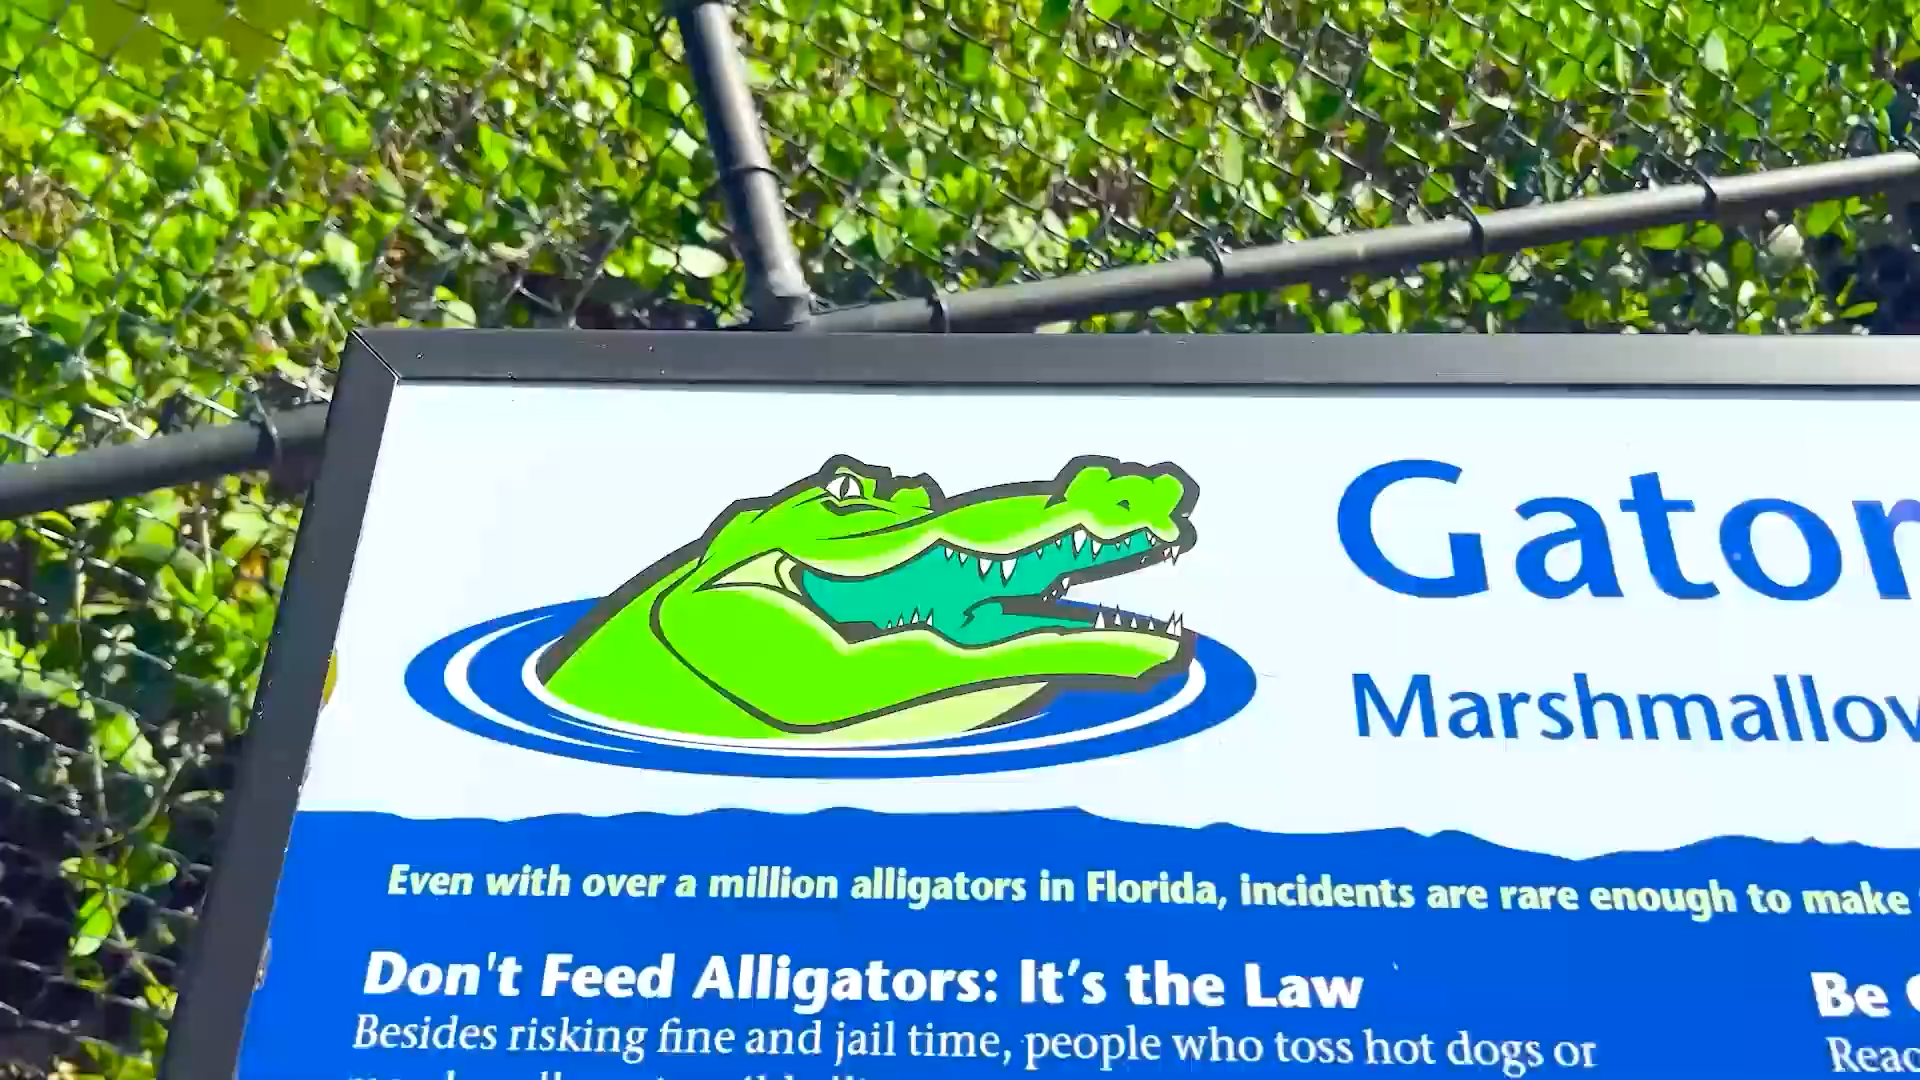 Gator
Marshmallow
Even with over a million alligators in Florida, incidents are rare enough to make
Don't Feed Alligators: It's the Law
Be
Besides risking fine and jail time, people who toss hot dogs or